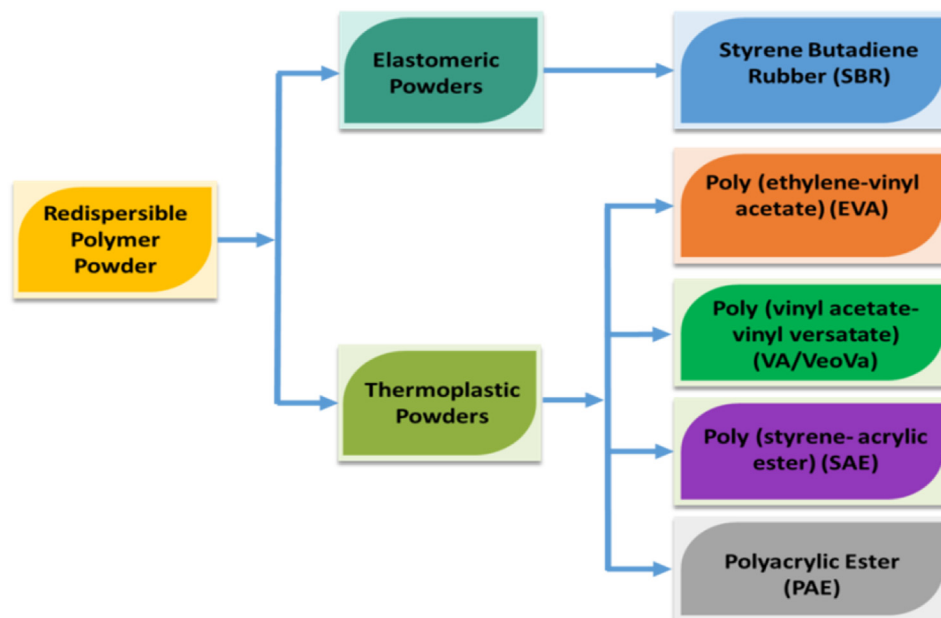 Elastomeric
Powders
Styrene Butadiene
Rubber (SBR)
Redispersible
Polymer
Powder
Poly (ethylene-vinyl
acetate) (EVA)
Poly (vinyl acetate-
vinyl versatate)
(VA/VeoVa)
Thermoplastic
Powders
Poly (styrene- acrylic
ester) (SAE)
Polyacrylic Ester
(PAE)